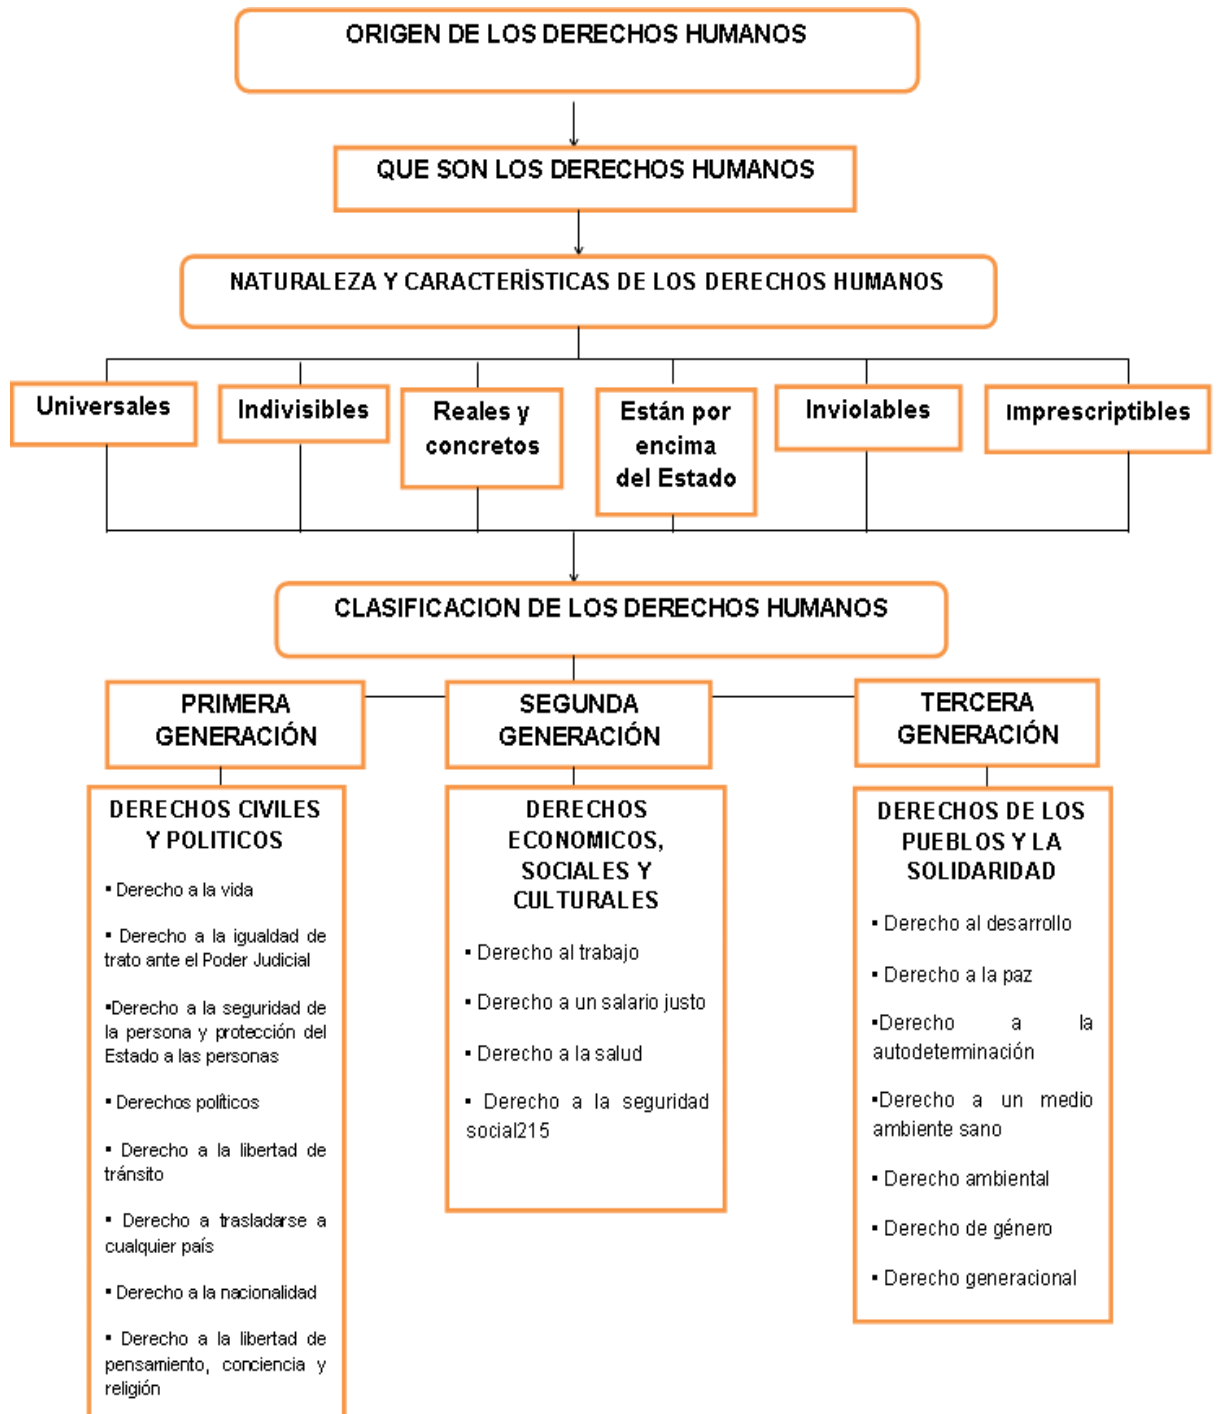 ORIGEN DE LOS DERECHOS HUMANOS
QUE SON LOS DERECHOS HUMANOS
NATURALEZA Y CARACTERÍSTICAS DE LOS DERECHOS HUMANOS
Universales
Indivisibles
Reales y
concretos
Están por
encima
del Estado
Inviolables
Imprescriptibles
CLASIFICACION DE LOS DERECHOS HUMANOS
PRIMERA
GENERACIÓN
SEGUNDA
GENERACIÓN
TERCERA
GENERACIÓN
DERECHOS CIVILES
Y POLITICOS
▪ Derecho a la vida
▪ Derecho a la igualdad de
trato ante el Poder Judicial
▪Derecho a la seguridad de
la persona y protección del
Estado a las personas
▪ Derechos políticos
▪ Derecho a la libertad de
tránsito
▪ Derecho a trasladarse a
cualquier país
▪ Derecho a la nacionalidad
▪ Derecho a la libertad de
pensamiento, conciencia y
religión
DERECHOS
ECONOMICOS,
SOCIALES Y
CULTURALES
▪ Derecho al trabajo
▪ Derecho a un salario justo
▪ Derecho a la salud
▪ Derecho a la seguridad
social215
DERECHOS DE LOS
PUEBLOS Y LA
SOLIDARIDAD
▪ Derecho al desarrollo
▪ Derecho a la paz
▪Derecho a la
autodeterminación
▪Derecho a un medio
ambiente sano
▪ Derecho ambiental
▪ Derecho de género
▪ Derecho generacional